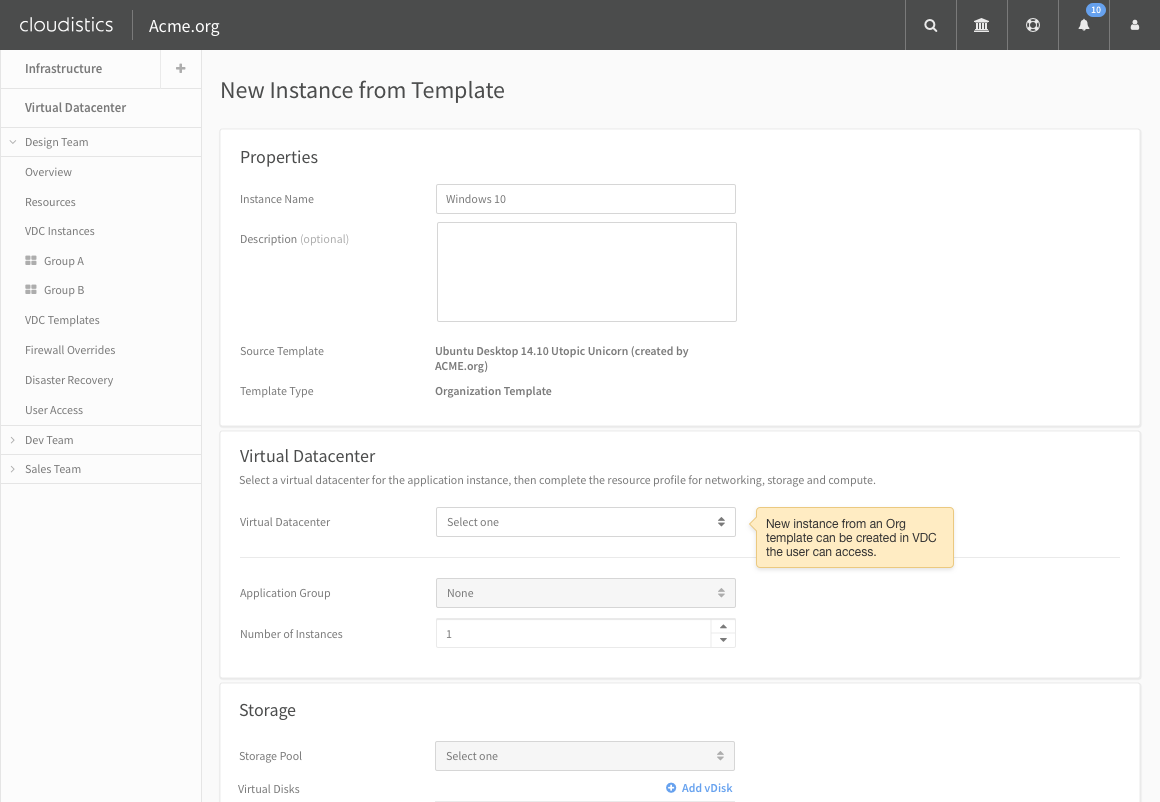 cloudistics
Acme.org
10
Infrastructure
Virtual Datacenter
Design Team
Overview
Resources
VDC Instances
Group A
Group B
VDC Templates
Firewall Overrides
Disaster Recovery
User Access
Dev Team
Sales Team
New Instance from Template
Properties
Instance Name
Windows 10
Description (optional)
Source Template
Ubuntu Desktop 14.10 Utopic Unicorn (created by
ACME.org)
Template Type
Organization Template
Virtual Datacenter
Select a virtual datacenter for the application instance, then complete the resource profile for networking, storage and compute.
Virtual Datacenter
Select one
New instance from an Org
template can be created in VDC
the user can access.
Application Group
None
Number of Instances
1
Storage
Storage Pool
Select one
Virtual Disks
Add vDisk